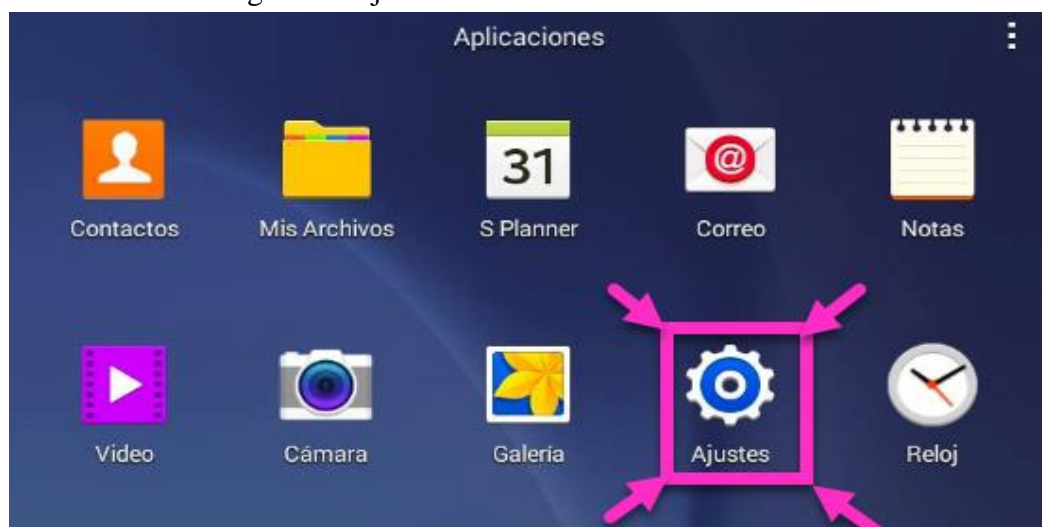 Aplicaciones
31
Contactos
Mis Archivos
S Planner
Correo
Notas
Video
Cámara
Galería
Ajustes
Reloj